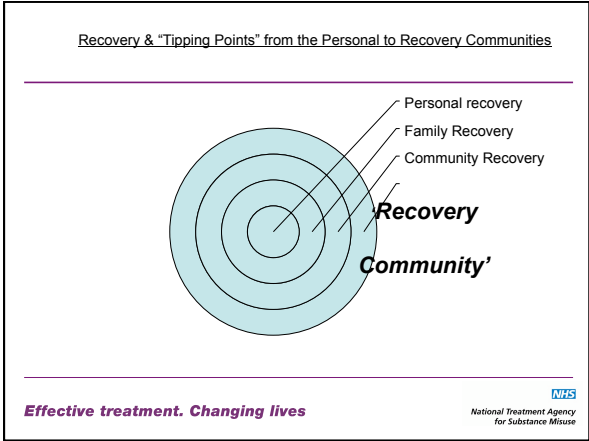 Recovery & “Tipping Points” from the Personal to Recovery Communities
Personal recovery
Family Recovery
Community Recovery
‘Recovery
Community’
Effective treatment. Changing lives
NHS
National Treatment Agency
for Substance Misuse